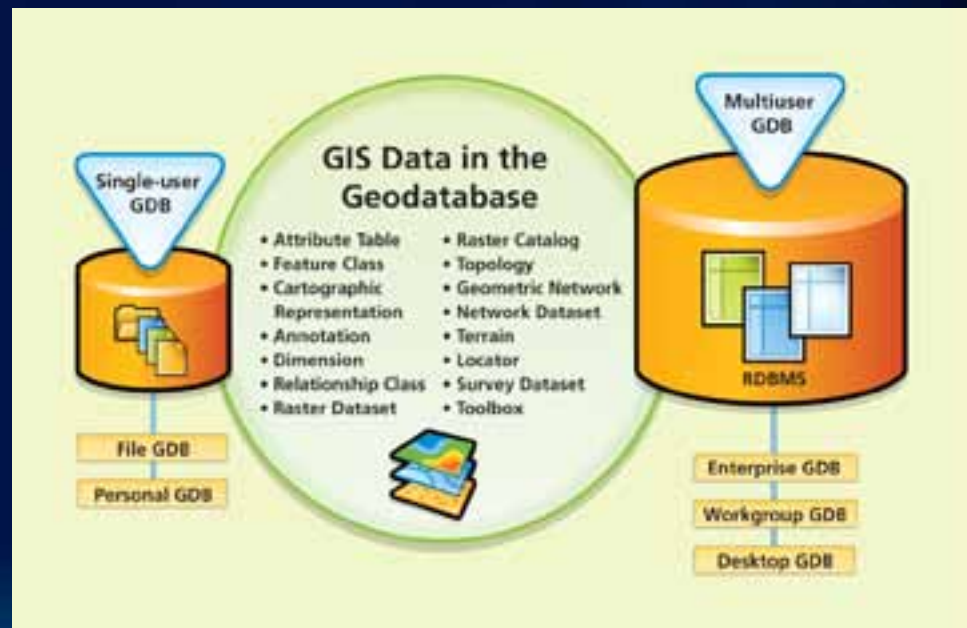 Single-user
GDB
File GDB
Personal GDB
GIS Data in the
Geodatabase
• Attribute Table
• Feature Class
• Cartographic
Representation
• Annotation
• Dimension
• Relationship Class
• Raster Dataset
• Raster Catalog
• Topology
• Geometric Network
• Network Dataset
• Terrain
• Locator
• Survey Dataset
• Toolbox
Multiuser
GDB
RDBMS
Enterprise GDB
Workgroup GDB
Desktop GDB